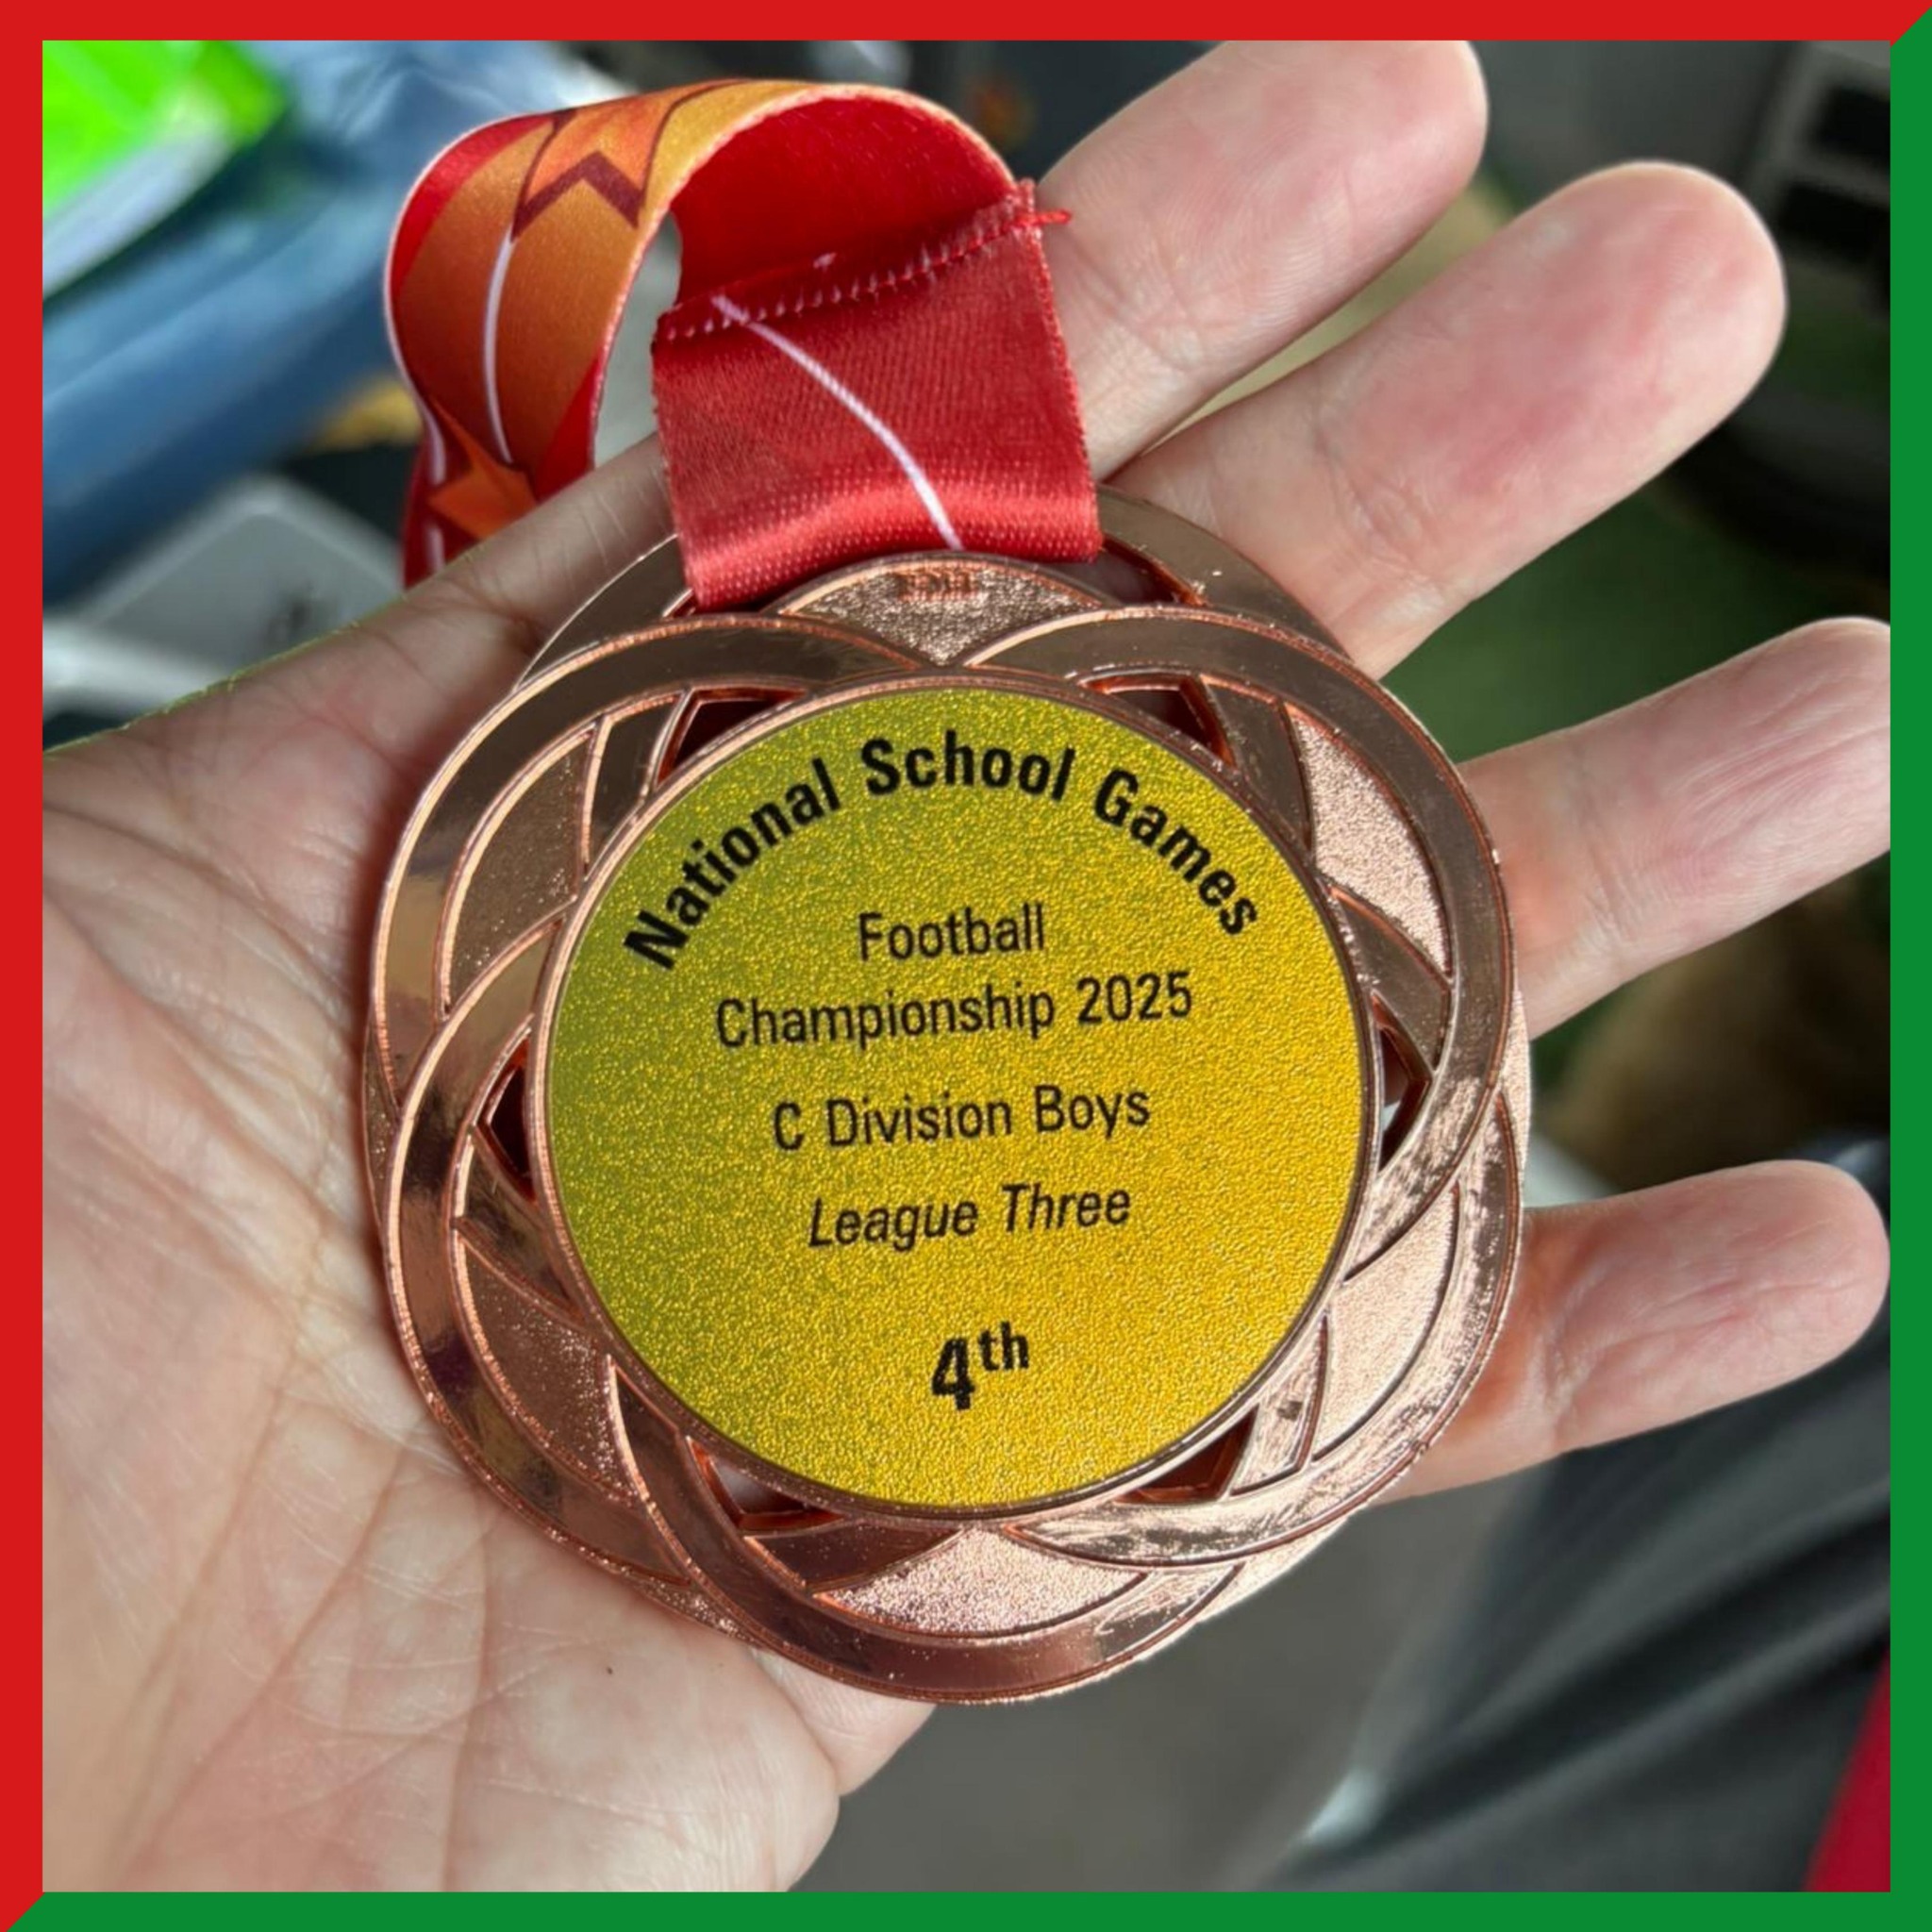 National School Games
Football
Championship 2025
C Division Boys
League Three
4th